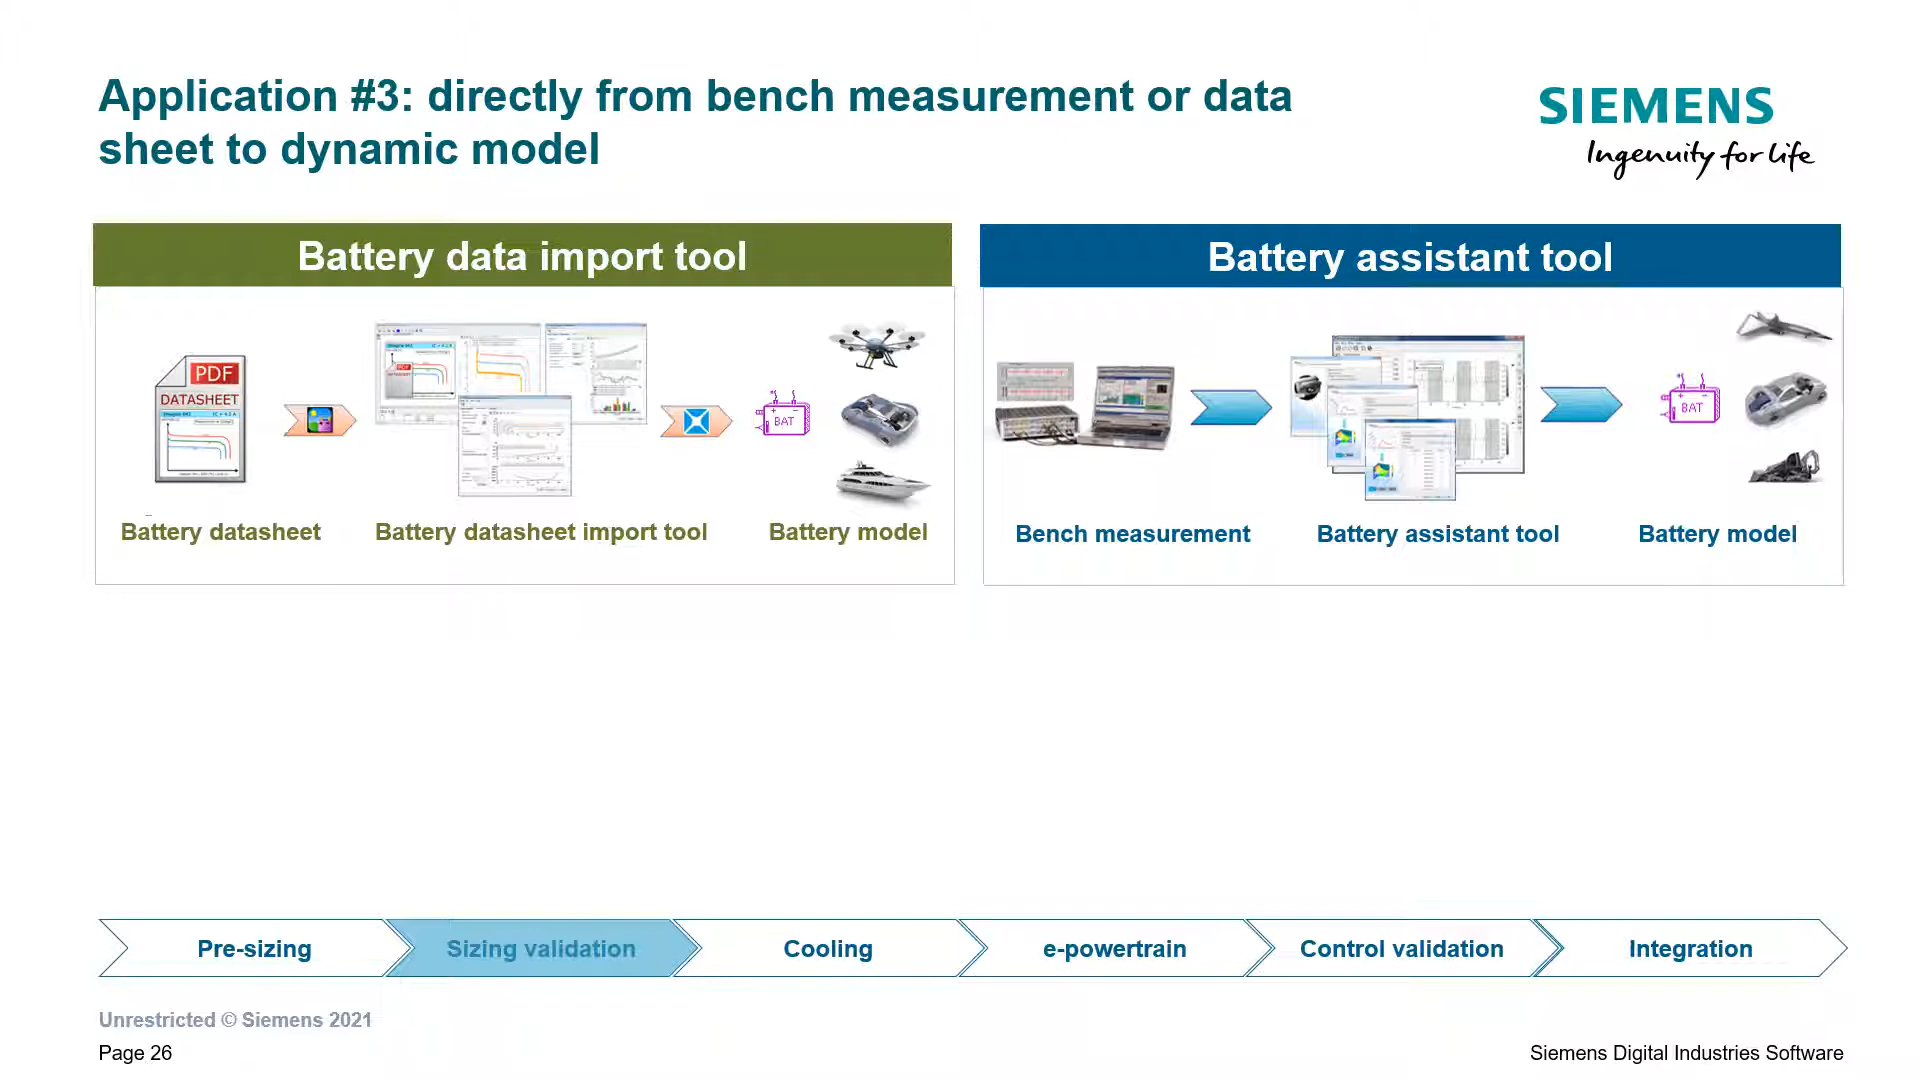 Application #3: directly from bench measurement or data
sheet to dynamic model
SIEMENS
Ingenuity for life
Battery data import tool
PDF
DATASHEET
BAT
Battery datasheet
Battery datasheet import tool
Battery model
Battery assistant tool
BAT
Bench measurement
Battery assistant tool
Battery model
Pre-sizing
Sizing validation
Cooling
e-powertrain
Control validation
Integration
Unrestricted © Siemens 2021
Page 26
Siemens Digital Industries Software